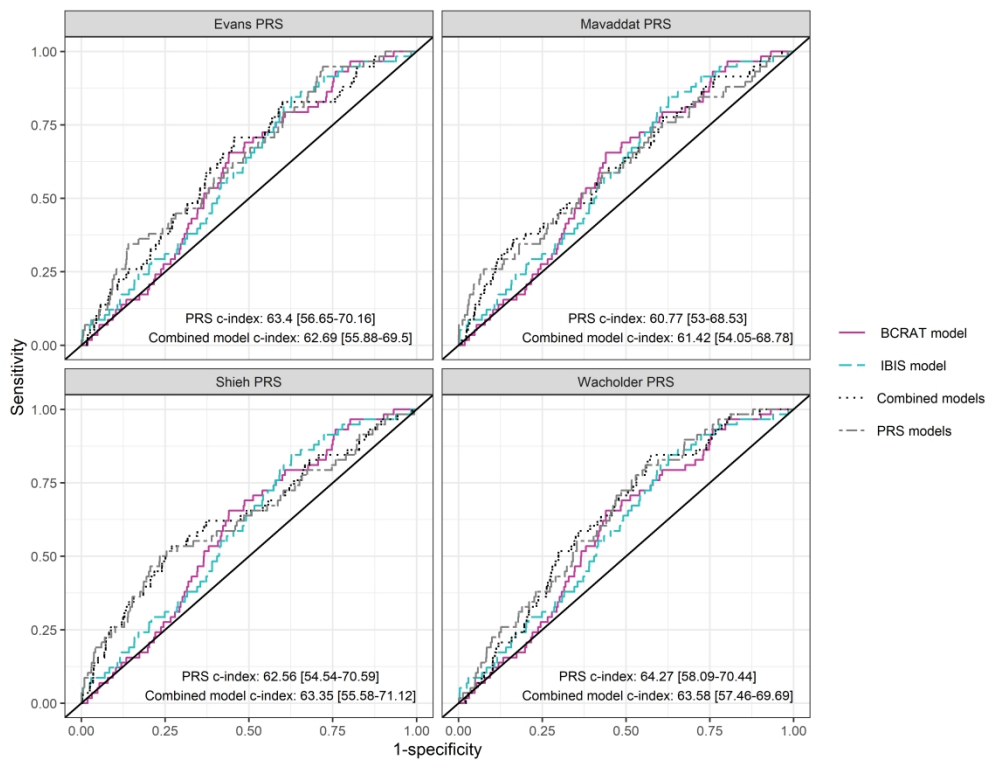 Evans PRS
Mavaddat PRS
1.00
0.75
0.50
0.25
0.00
PRS c-index: 63.4 [56.65-70.16]
Combined model c-index: 62.69 [55.88-69.5]
PRS c-index: 60.77 [53-68.53]
Combined model c-index: 61.42 [54.05-68.78]
Sensitivity
Shieh PRS
Wacholder PRS
1.00
0.75
0.50
0.25
0.00
PRS c-index: 62.56 [54.54-70.59]
Combined model c-index: 63.35 [55.58-71.12]
PRS c-index: 64.27 [58.09-70.44]
Combined model c-index: 63.58 [57.46-69.69]
0.00 0.25 0.50 0.75 1.00
0.00 0.25 0.50 0.75 1.00
1-specificity
BCRAT model
IBIS model
Combined models
PRS models